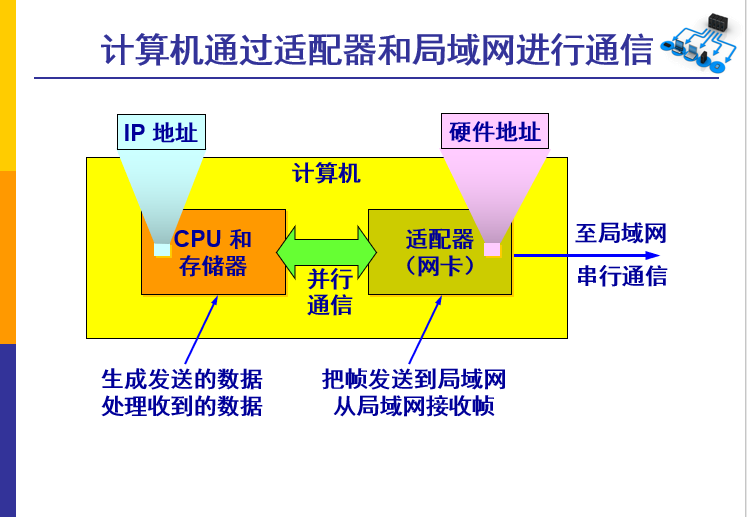 计算机通过适配器和局域网进行通信
IP 地址
硬件地址
计算机
CPU 和
存储器
并行
通信
适配器
（网卡）
至局域网
串行通信
生成发送的数据
处理收到的数据
把帧发送到局域网
从局域网接收帧